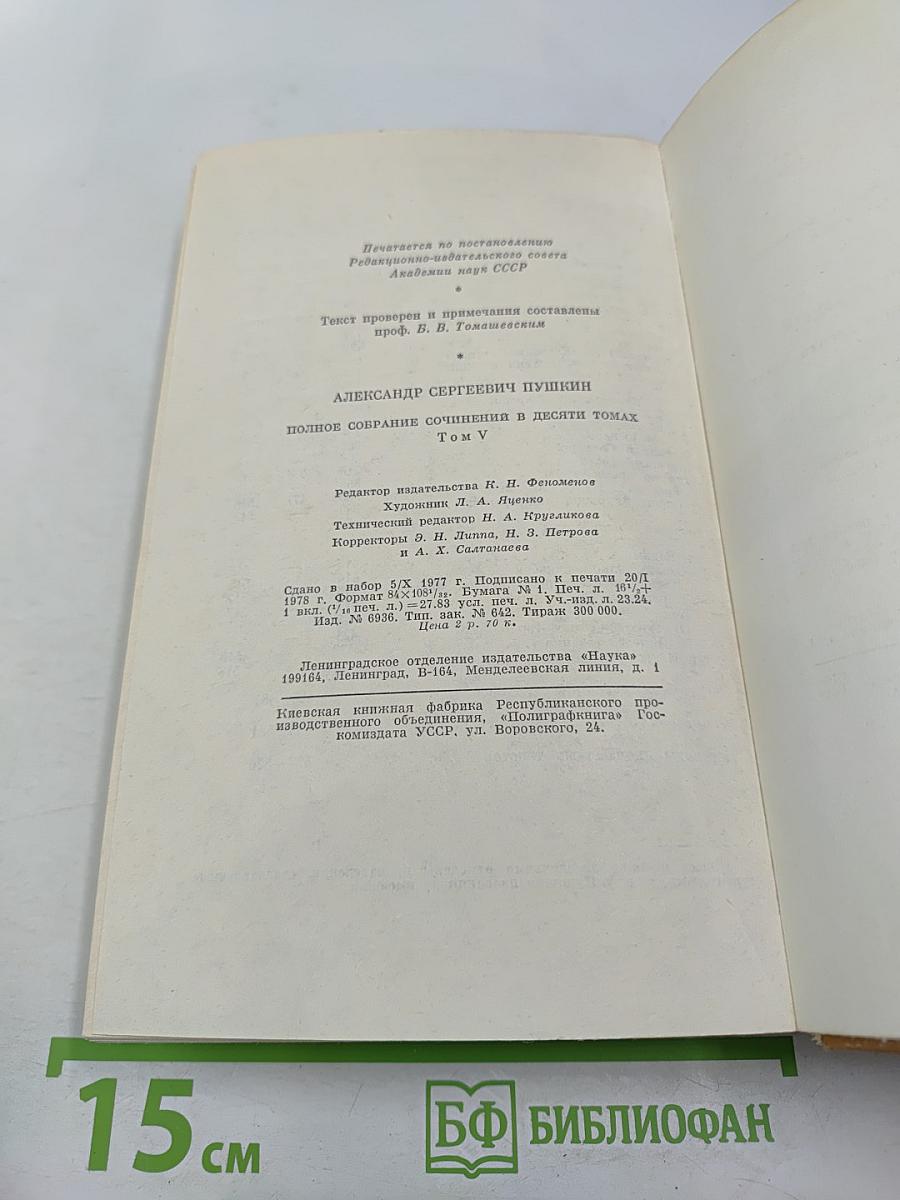 Печатается по постановлению
Редакционно-издательского совета
Академии наук СССР
*
Текст проверен и примечания составлены
проф. Б. В. Томашевским
*
АЛЕКСАНДР СЕРГЕЕВИЧ ПУШКИН
ПОЛНОЕ СОБРАНИЕ СОЧИНЕНИЙ В ДЕСЯТИ ТОМАХ
Том V
Редактор издательства К. Н. Феноменов
Художник Л. А. Яценко
Технический редактор Н. А. Кругликова
Корректоры Э. Н. Липпа, Н. З. Петрова
и А. Х. Салтанаева
Сдано в набор 5/X 1977 г. Подписано к печати 20/I
1978 г. Формат 84×108¹/₃₂. Бумага № 1. Печ. л. 16¹/₂+
1 вкл. (¹/₁₆ печ. л.)=27.83 усл. печ. л. Уч.-изд. л. 23.24.
Изд. № 6936. Тип. зак. № 642. Тираж 300 000.
Цена 2 р. 70 к.
Ленинградское отделение издательства «Наука»
199164, Ленинград, В-164, Менделеевская линия, д. 1
Киевская книжная фабрика Республиканского про-
изводственного объединения, «Полиграфкнига» Гос-
комиздата УССР, ул. Воровского, 24.
15 см
БФ БИБЛИОФАН